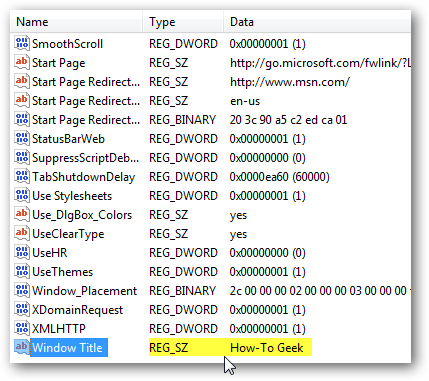 Name Type Data
SmoothScroll REG_DWORD 0x00000001 (1)
Start Page REG_SZ http://go.microsoft.com/fwlink/?L
Start Page Redirect... REG_SZ http://www.msn.com/
Start Page Redirect... REG_SZ en-us
Start Page Redirect... REG_BINARY 20 3c 90 a5 c2 ed ca 01
StatusBarWeb REG_DWORD 0x00000001 (1)
SuppressScriptDeb... REG_DWORD 0x00000000 (0)
TabShutdownDelay REG_DWORD 0x0000ea60 (60000)
Use Stylesheets REG_DWORD 0x00000001 (1)
Use_DlgBox_Colors REG_SZ yes
UseClearType REG_SZ yes
UseHR REG_DWORD 0x00000000 (0)
UseThemes REG_DWORD 0x00000001 (1)
Window_Placement REG_BINARY 2c 00 00 00 02 00 00 00 03 00 00 00
XDomainRequest REG_DWORD 0x00000001 (1)
XMLHTTP REG_DWORD 0x00000001 (1)
Window Title REG_SZ How-To Geek